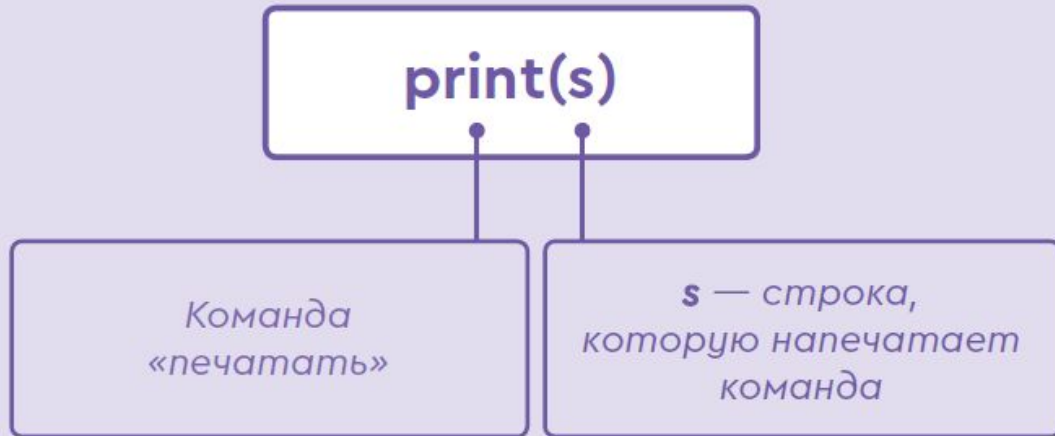 print(s)
Команда
«печатать»
s — строка,
которую напечатает
команда